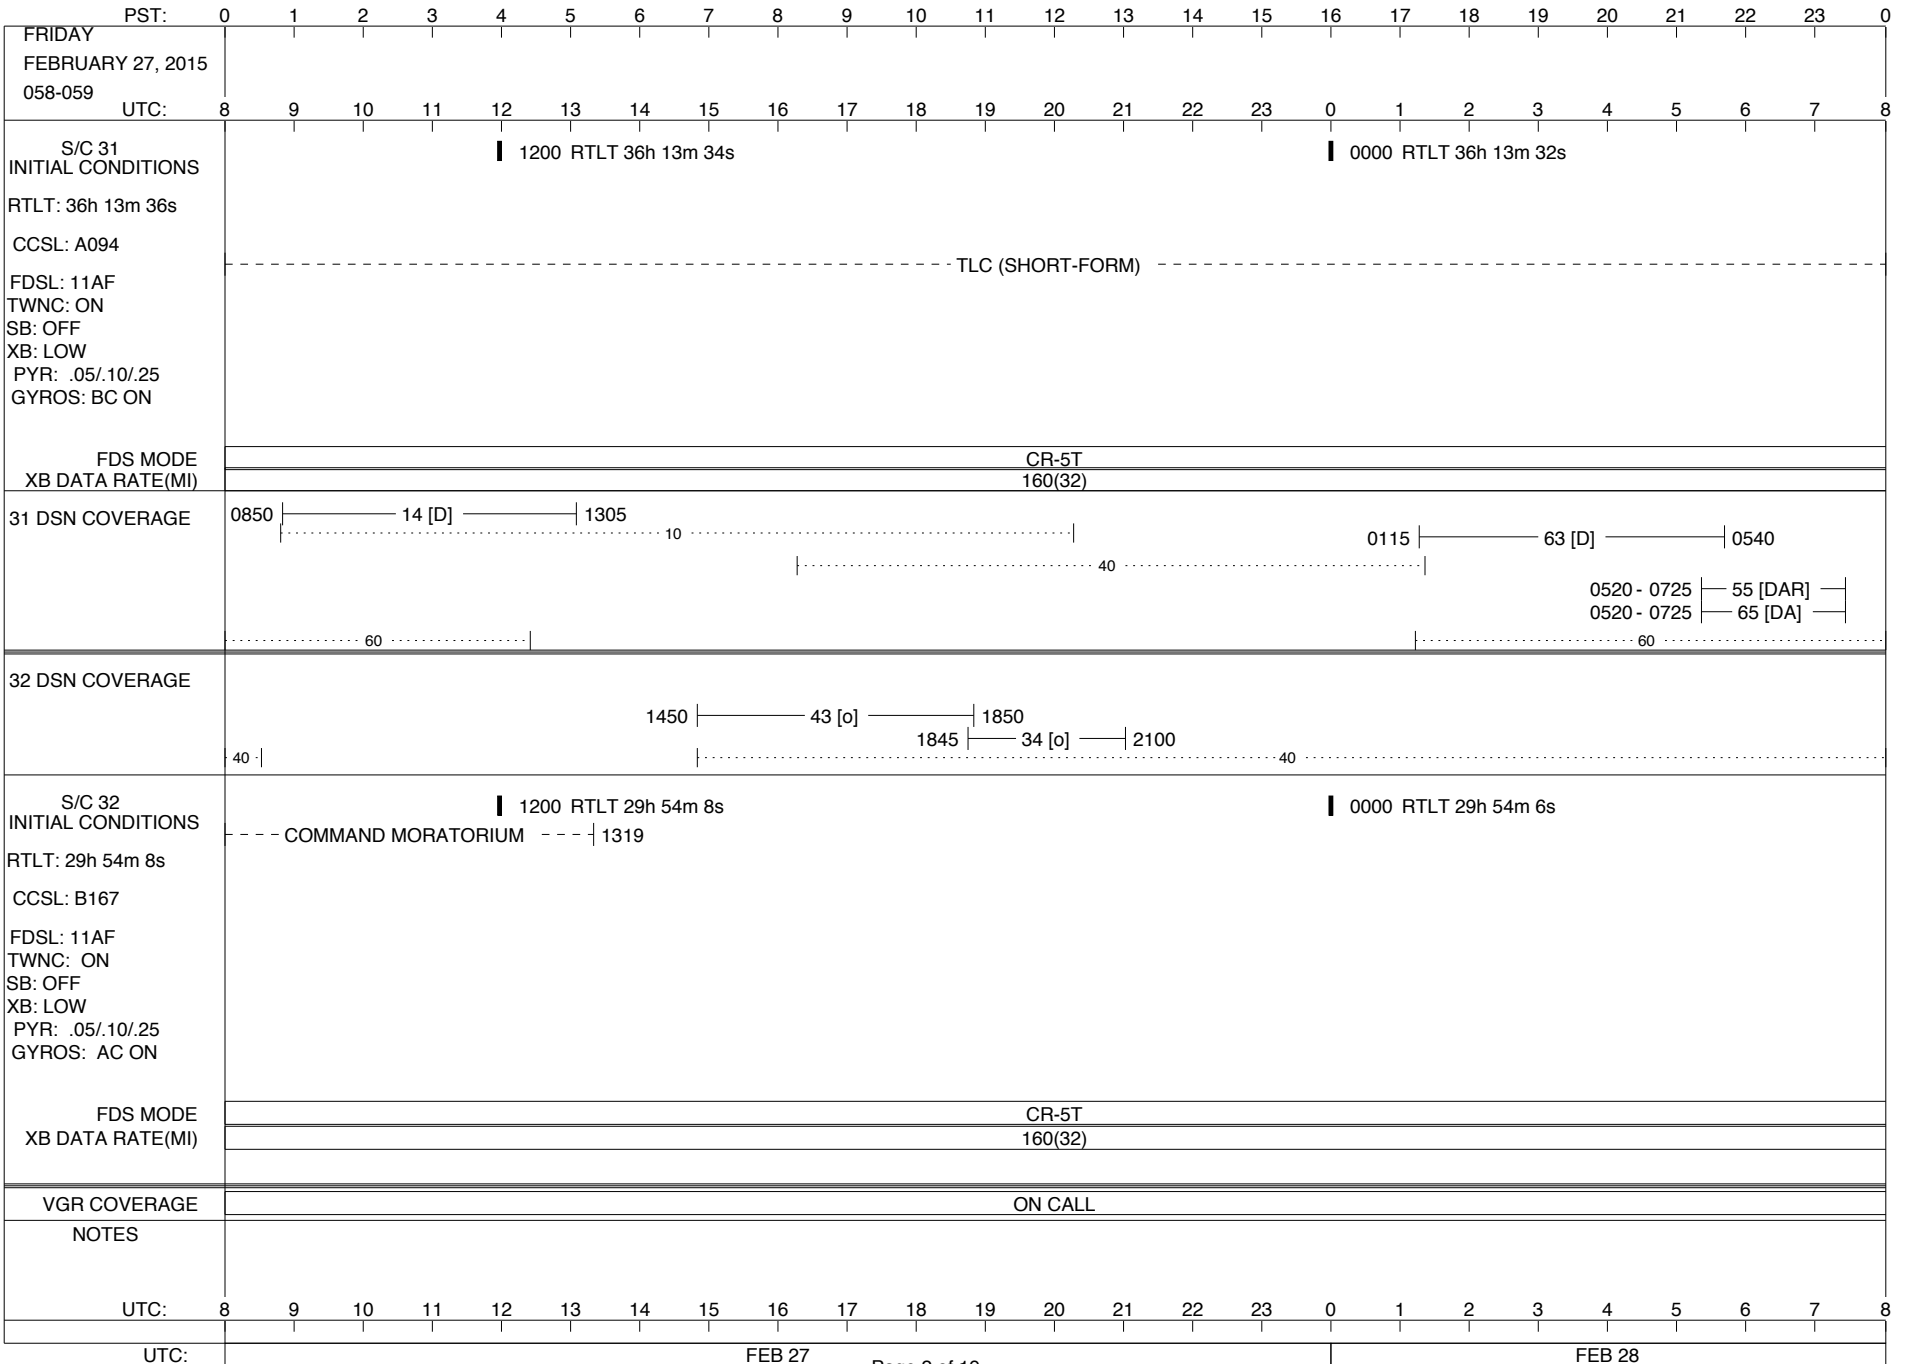 PST: 0 1 2 3 4 5 6 7 8 9 10 11 12 13 14 15 16 17 18 19 20 21 22 23 0
FRIDAY
FEBRUARY 27, 2015
058-059
UTC: 8 9 10 11 12 13 14 15 16 17 18 19 20 21 22 23 0 1 2 3 4 5 6 7 8
S/C 31
INITIAL CONDITIONS
1200 RTLT 36h 13m 34s
0000 RTLT 36h 13m 32s
RTLT: 36h 13m 36s
CCSL: A094
TLC (SHORT-FORM)
FDSL: 11AF
TWNC: ON
SB: OFF
XB: LOW
PYR: .05/.10/.25
GYROS: BC ON
FDS MODE CR-5T
XB DATA RATE(MI) 160(32)
31 DSN COVERAGE
0850 14 [D] 1305
10
0115 63 [D] 0540
40
0520 - 0725 55 [DAR]
0520 - 0725 65 [DA]
60 60
32 DSN COVERAGE
1450 43 [o] 1850
1845 34 [o] 2100
40 40
S/C 32
INITIAL CONDITIONS
1200 RTLT 29h 54m 8s
0000 RTLT 29h 54m 6s
COMMAND MORATORIUM 1319
RTLT: 29h 54m 8s
CCSL: B167
FDSL: 11AF
TWNC: ON
SB: OFF
XB: LOW
PYR: .05/.10/.25
GYROS: AC ON
FDS MODE CR-5T
XB DATA RATE(MI) 160(32)
VGR COVERAGE ON CALL
NOTES
UTC: 8 9 10 11 12 13 14 15 16 17 18 19 20 21 22 23 0 1 2 3 4 5 6 7 8
UTC: FEB 27 FEB 28